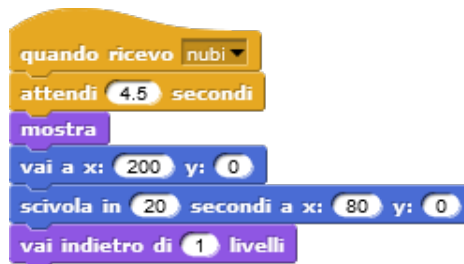 quando ricevo nubi
attendi 4.5 secondi
mostra
vai a x: 200 y: 0
scivola in 20 secondi a x: 80 y: 0
vai indietro di 1 livelli